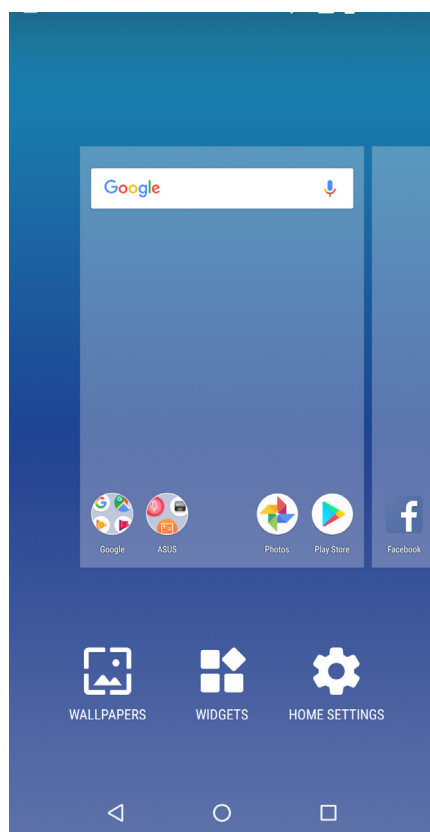 Google
Google
ASUS
Photos
Play Store
Facebook
WALLPAPERS
WIDGETS
HOME SETTINGS